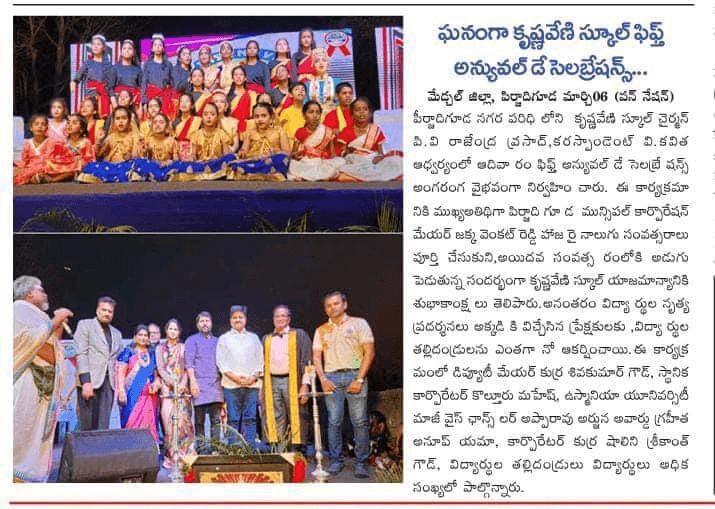 ఘనంగా కృష్ణవేణి స్కూల్ ఫిఫ్త్
అన్యువల్ డే సెలబ్రేషన్స్...
మేడ్చల్ జిల్లా, పిర్జాదిగూడ మార్చి06 (వన్ నేషన్)
పీర్జాదిగూడ నగర పరిధి లోని కృష్ణవేణి స్కూల్ చైర్మన్
పి.వి రాజేంద్ర ప్రసాద్,కరస్పాండెంట్ వి.కవిత
ఆధ్వర్యంలో ఆదివా రం ఫిఫ్త్ అన్యువల్ డే సెలబ్రే షన్స్
అంగరంగ వైభవంగా నిర్వహిం చారు. ఈ కార్యక్రమా
నికి ముఖ్యఅతిథిగా పిర్జాది గూ డ మున్సిపల్ కార్పొరేషన్
మేయర్ జక్క వెంకట్ రెడ్డి హాజ రై నాలుగు సంవత్సరాలు
పూర్తి చేసుకుని,అయిదవ సంవత్స రంలోకి అడుగు
పెడుతున్న సందర్భంగా కృష్ణవేణి స్కూల్ యాజమాన్యానికి
శుభాకాంక్ష లు తెలిపారు.అనంతరం విద్యా ర్థుల నృత్య
ప్రదర్శనలు అక్కడి కి విచ్చేసిన ప్రేక్షకులకు ,విద్యా ర్థుల
తల్లిదండ్రులను ఎంతగా నో ఆకర్షించాయి.ఈ కార్యక్ర
మంలో డిప్యూటీ మేయర్ కుర్ర శివకుమార్ గౌడ్, స్థానిక
కార్పొరేటర్ కొల్తూరు మహేష్, ఉస్మానియా యూనివర్సిటీ
మాజీ వైస్ ఛాన్స్ లర్ అప్పారావు అర్జున అవార్డు గ్రహీత
అనూప్ యమా, కార్పొరేటర్ కుర్ర షాలిని శ్రీకాంత్
గౌడ్, విద్యార్థుల తల్లిదండ్రులు విద్యార్థులు అధిక
సంఖ్యలో పాల్గొన్నారు.